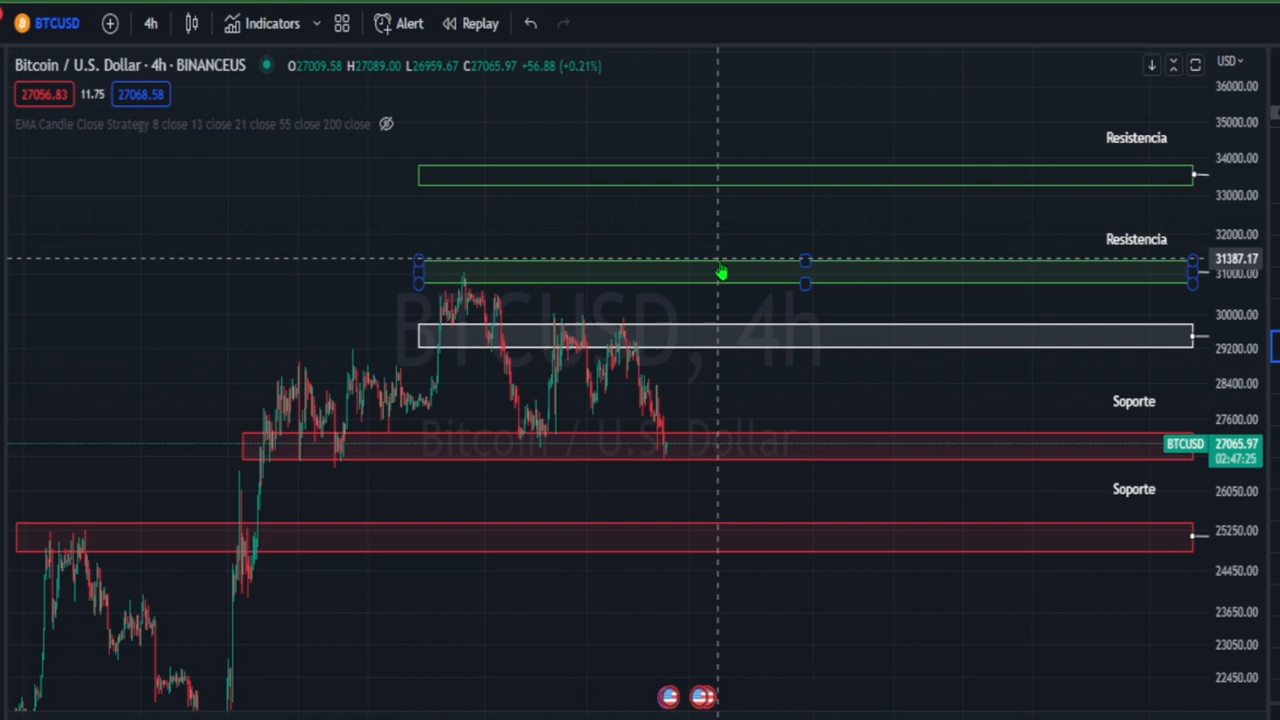 BTCUSD 4h Indicators Alert Replay
Bitcoin / U.S. Dollar · 4h · BINANCEUS O27009.58 H27089.00 L26959.67 C27065.97 +56.88 (+0.21%)
USD
27056.83 11.75 27068.58
36000.00
EMA Candle Close Strategy 8 close 13 close 21 close 55 close 200 close
35000.00
Resistencia
34000.00
33000.00
32000.00
Resistencia
31387.17
31000.00
30000.00
BTCUSD, 4h
29200.00
28400.00
Soporte
27600.00
Bitcoin / U.S. Dollar
BTCUSD 27065.97
02:47:25
Soporte
26050.00
25250.00
24450.00
23650.00
23050.00
22450.00